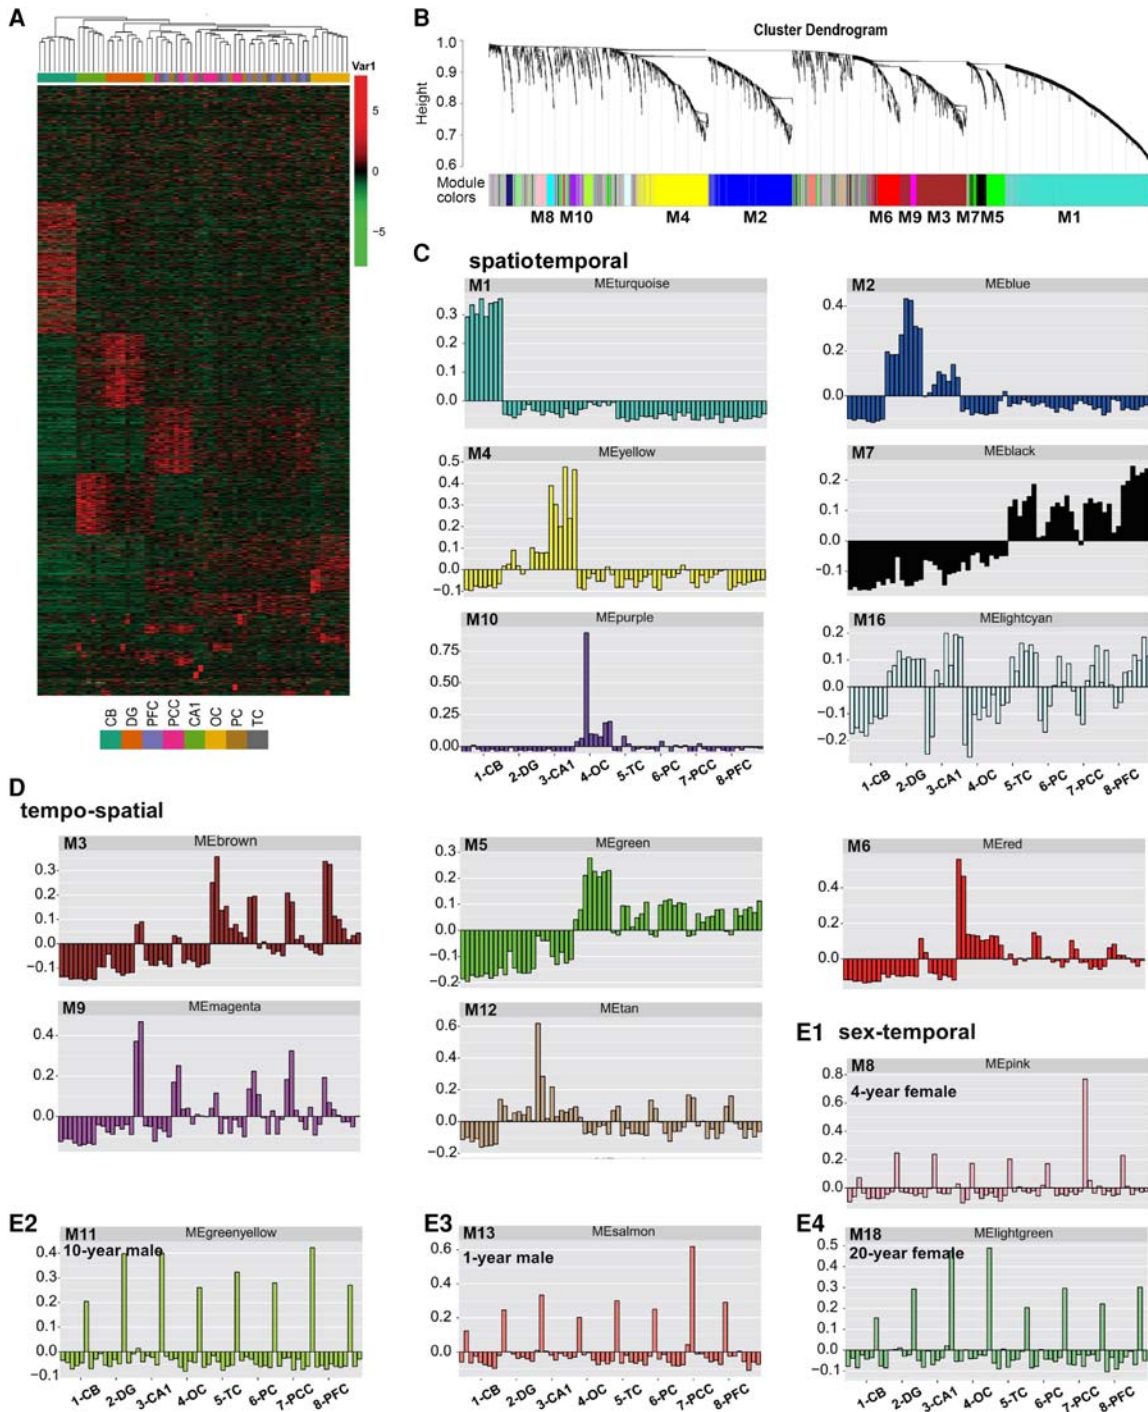 A
Var1
5
0
−5
CB
DG
PFC
PCC
CA1
OC
PC
TC
B
Cluster Dendrogram
Height
1.0
0.9
0.8
0.7
0.6
Module colors
M8 M10 M4 M2 M6 M9 M3 M7 M5 M1
C
spatiotemporal
M1 MEturquoise
0.3
0.2
0.1
0.0
M2 MEblue
0.4
0.2
0.0
M4 MEyellow
0.5
0.4
0.3
0.2
0.1
0.0
−0.1
M7 MEblack
0.2
0.1
0.0
−0.1
M10 MEpurple
0.75
0.50
0.25
0.00
1-CB 2-DG 3-CA1 4-OC 5-TC 6-PC 7-PCC 8-PFC
M16 MElightcyan
0.2
0.1
0.0
−0.1
−0.2
1-CB 2-DG 3-CA1 4-OC 5-TC 6-PC 7-PCC 8-PFC
D
tempo-spatial
M3 MEbrown
0.3
0.2
0.1
0.0
−0.1
M5 MEgreen
0.3
0.2
0.1
0.0
−0.1
−0.2
M6 MEred
0.4
0.2
0.0
M9 MEmagenta
0.4
0.2
0.0
M12 MEtan
0.6
0.4
0.2
0.0
−0.2
E1 sex-temporal
M8 MEpink
4-year female
0.8
0.6
0.4
0.2
0.0
E2
M11 MEgreenyellow
10-year male
0.4
0.3
0.2
0.1
0.0
−0.1
1-CB 2-DG 3-CA1 4-OC 5-TC 6-PC 7-PCC 8-PFC
E3
M13 MEsalmon
1-year male
0.6
0.4
0.2
0.0
1-CB 2-DG 3-CA1 4-OC 5-TC 6-PC 7-PCC 8-PFC
E4
M18 MElightgreen
20-year female
0.5
0.4
0.3
0.2
0.1
0.0
−0.1
1-CB 2-DG 3-CA1 4-OC 5-TC 6-PC 7-PCC 8-PFC